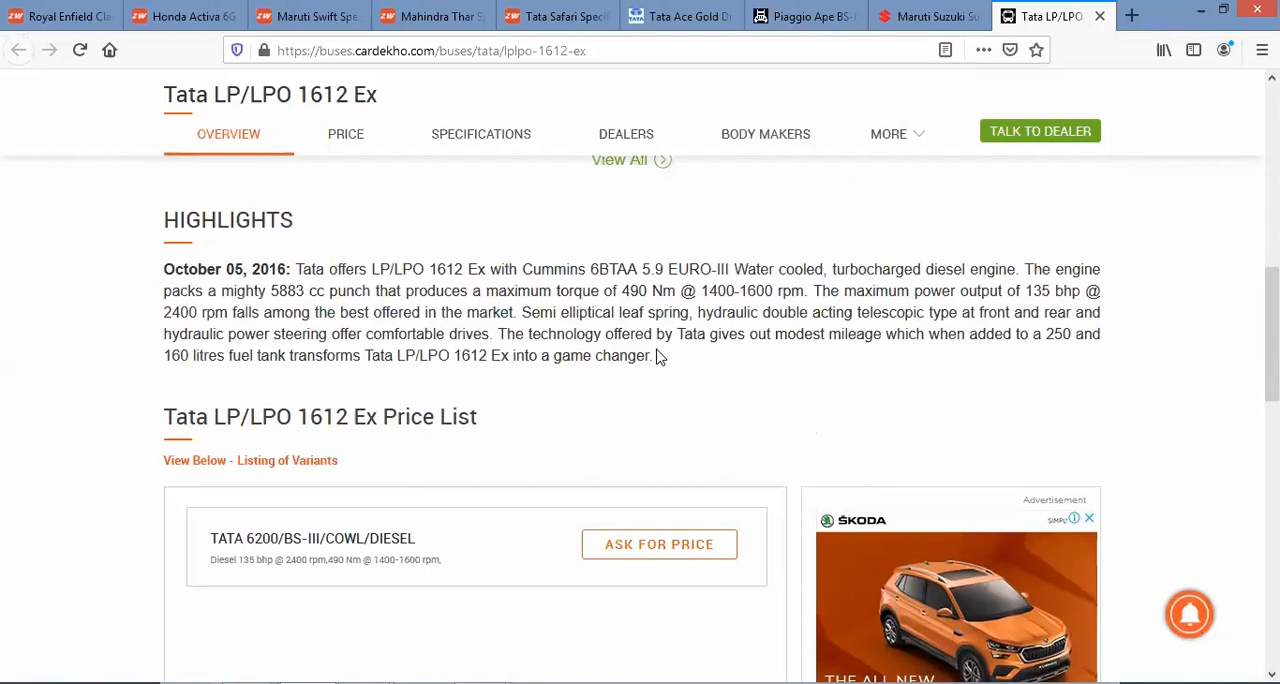 Royal Enfield Cla
Honda Activa 6G
Maruti Swift Spe
Mahindra Thar S
Tata Safari Specif
TATA
Tata Ace Gold D
Piaggio Ape BS-
Maruti Suzuki Su
Tata LP/LPO
https://buses.cardekho.com/buses/tata/lplpo-1612-ex
Tata LP/LPO 1612 Ex
OVERVIEW
PRICE
SPECIFICATIONS
DEALERS
BODY MAKERS
MORE
TALK TO DEALER
View All
HIGHLIGHTS
October 05, 2016: Tata offers LP/LPO 1612 Ex with Cummins 6BTAA 5.9 EURO-III Water cooled, turbocharged diesel engine. The engine
packs a mighty 5883 cc punch that produces a maximum torque of 490 Nm @ 1400-1600 rpm. The maximum power output of 135 bhp @
2400 rpm falls among the best offered in the market. Semi elliptical leaf spring, hydraulic double acting telescopic type at front and rear and
hydraulic power steering offer comfortable drives. The technology offered by Tata gives out modest mileage which when added to a 250 and
160 litres fuel tank transforms Tata LP/LPO 1612 Ex into a game changer.
Tata LP/LPO 1612 Ex Price List
View Below - Listing of Variants
TATA 6200/BS-III/COWL/DIESEL
Diesel 135 bhp @ 2400 rpm,490 Nm @ 1400-1600 rpm,
ASK FOR PRICE
Advertisement
ŠKODA
SIMPL
THE ALL NEW